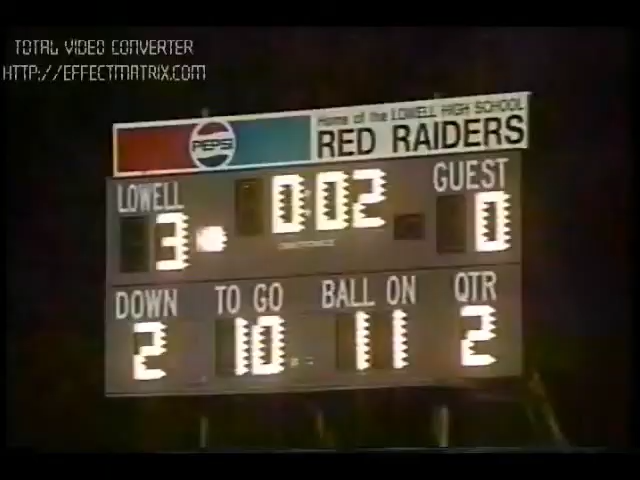 TOTAL VIDEO CONVERTER
HTTP://EFFECTMATRIX.COM
Home of the LOWELL HIGH SCHOOL
PEPSI RED RAIDERS
LOWELL 0:02 GUEST
3 0
DOWN TO GO BALL ON QTR
2 10 11 2